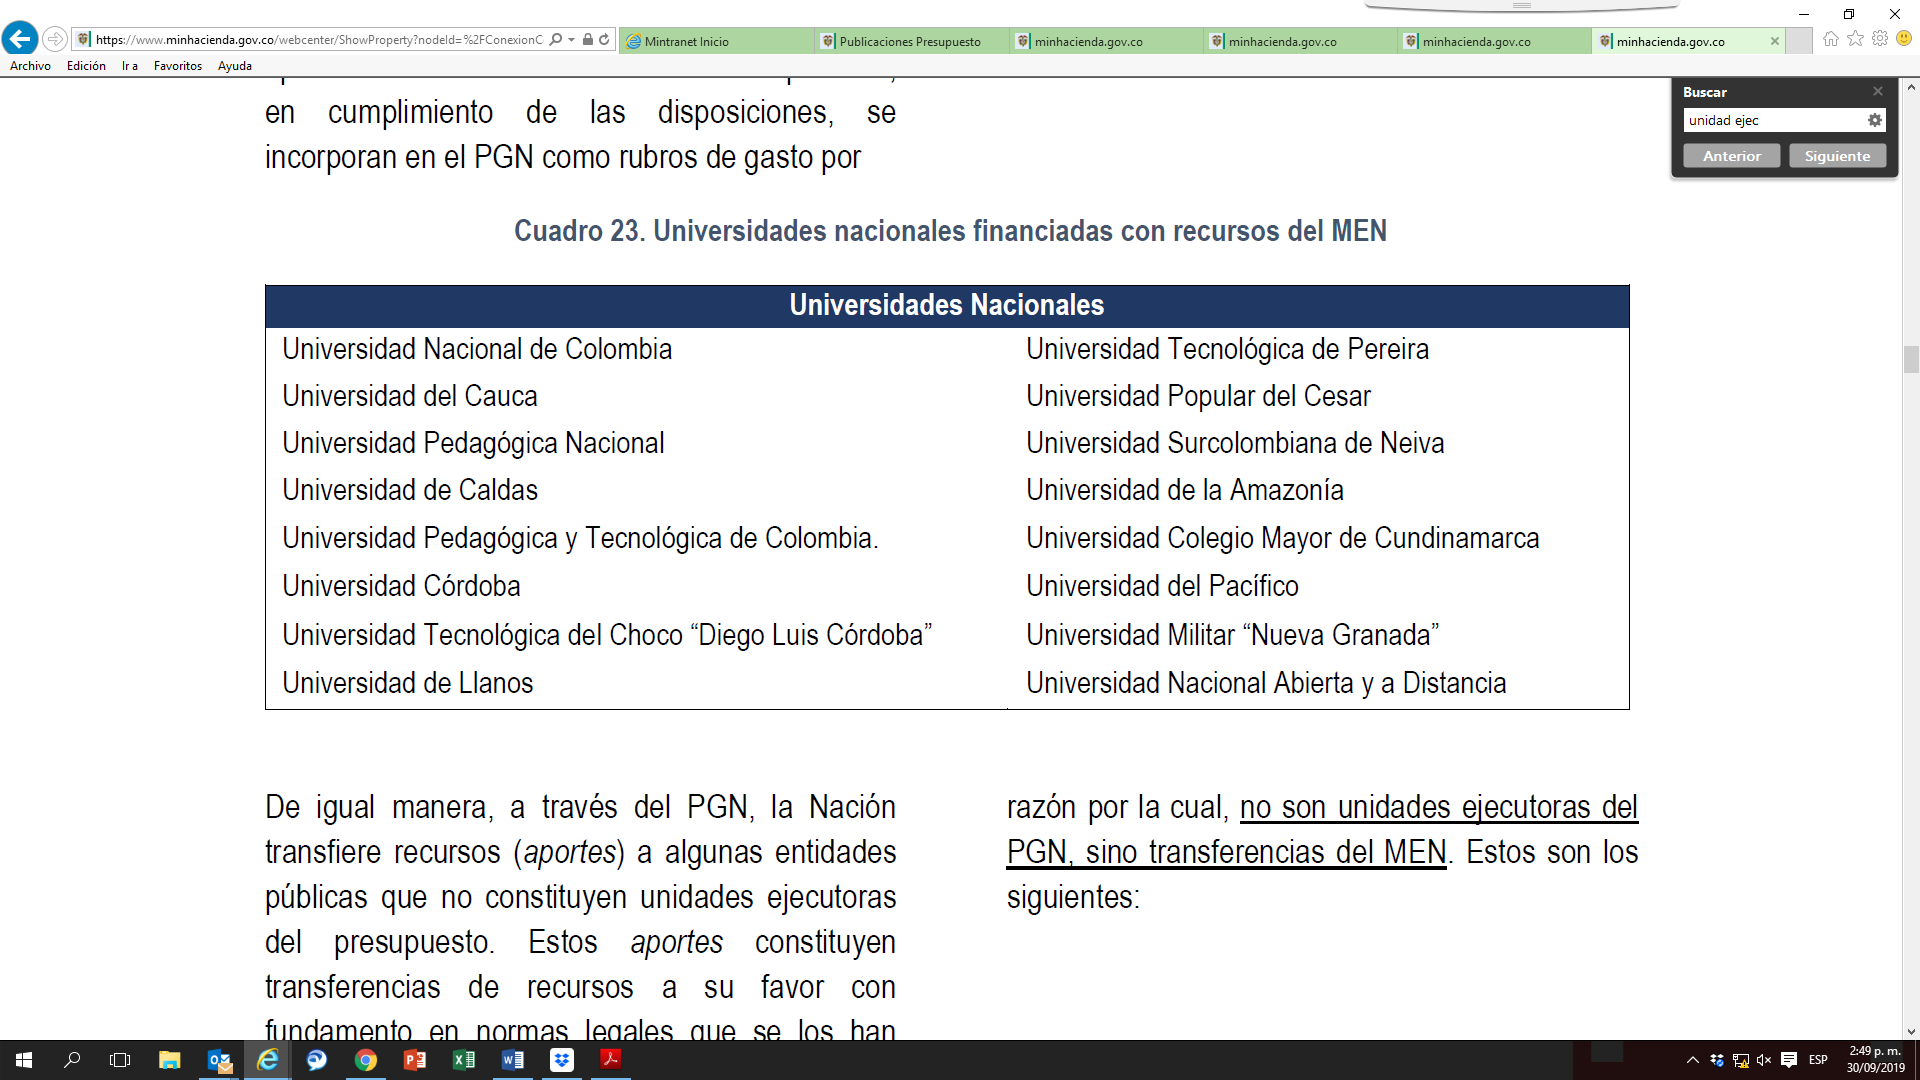 https://www.minhacienda.gov.co/webcenter/ShowProperty?nodeId=%2FConexionC
Mintranet Inicio
Publicaciones Presupuesto
minhacienda.gov.co
minhacienda.gov.co
minhacienda.gov.co
minhacienda.gov.co
Archivo Edición Ir a Favoritos Ayuda
Buscar
unidad ejec
Anterior Siguiente
en cumplimiento de las disposiciones, se
incorporan en el PGN como rubros de gasto por
Cuadro 23. Universidades nacionales financiadas con recursos del MEN
Universidades Nacionales
Universidad Nacional de Colombia Universidad Tecnológica de Pereira
Universidad del Cauca Universidad Popular del Cesar
Universidad Pedagógica Nacional Universidad Surcolombiana de Neiva
Universidad de Caldas Universidad de la Amazonía
Universidad Pedagógica y Tecnológica de Colombia. Universidad Colegio Mayor de Cundinamarca
Universidad Córdoba Universidad del Pacífico
Universidad Tecnológica del Choco “Diego Luis Córdoba” Universidad Militar “Nueva Granada”
Universidad de Llanos Universidad Nacional Abierta y a Distancia
De igual manera, a través del PGN, la Nación
transfiere recursos (aportes) a algunas entidades
públicas que no constituyen unidades ejecutoras
del presupuesto. Estos aportes constituyen
transferencias de recursos a su favor con
fundamento en normas legales que se los han
razón por la cual, no son unidades ejecutoras del
PGN, sino transferencias del MEN. Estos son los
siguientes:
ESP
2:49 p. m.
30/09/2019